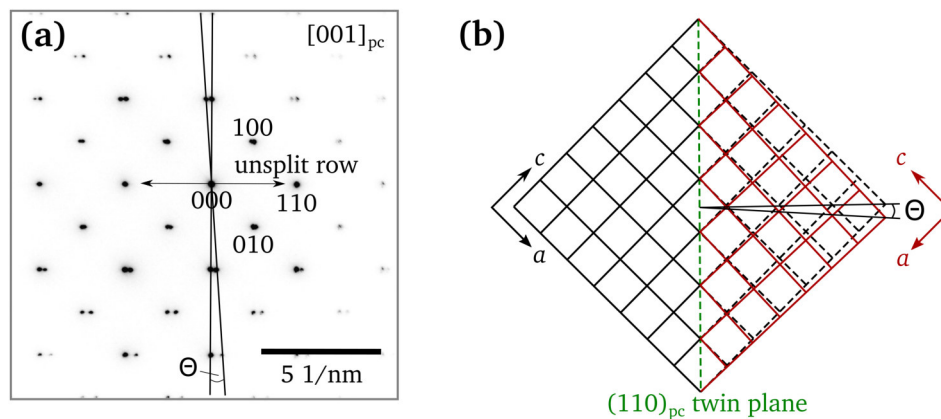 (a)
[001]pc
100
unsplit row
000
110
010
Θ
5 1/nm
(b)
c
a
c
Θ
a
(110)pc twin plane